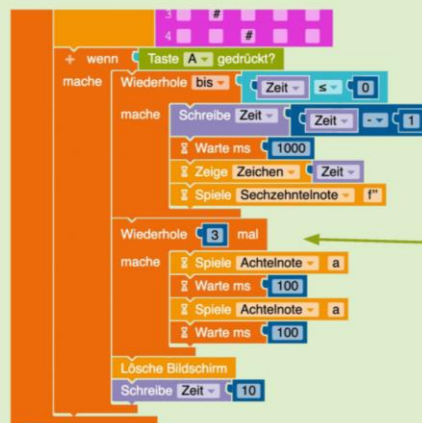 3 #
4 #
+ wenn Taste A gedrückt?
mache Wiederhole bis Zeit ≤ 0
mache Schreibe Zeit Zeit - 1
Warte ms 1000
Zeige Zeichen Zeit
Spiele Sechzehntelnote f"
Wiederhole 3 mal
mache Spiele Achtelnote a
Warte ms 100
Spiele Achtelnote a
Warte ms 100
Lösche Bildschirm
Schreibe Zeit 10